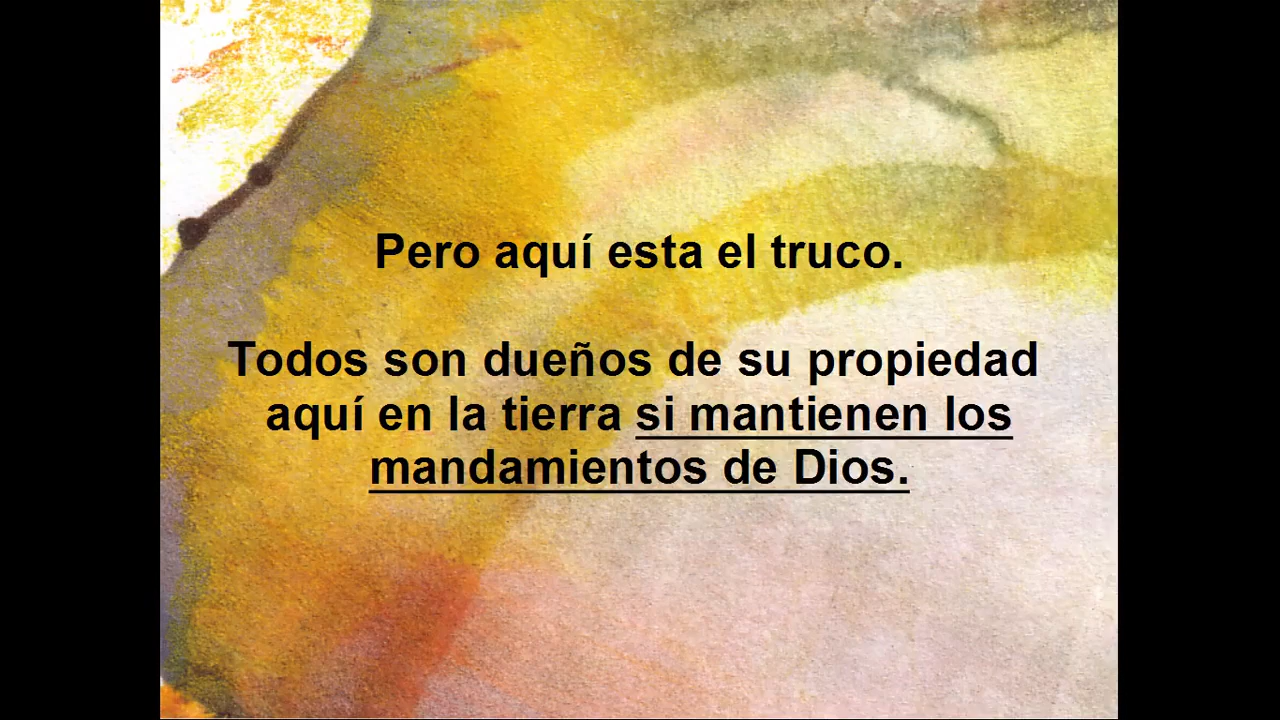 Pero aquí esta el truco.
Todos son dueños de su propiedad
aquí en la tierra si mantienen los
mandamientos de Dios.